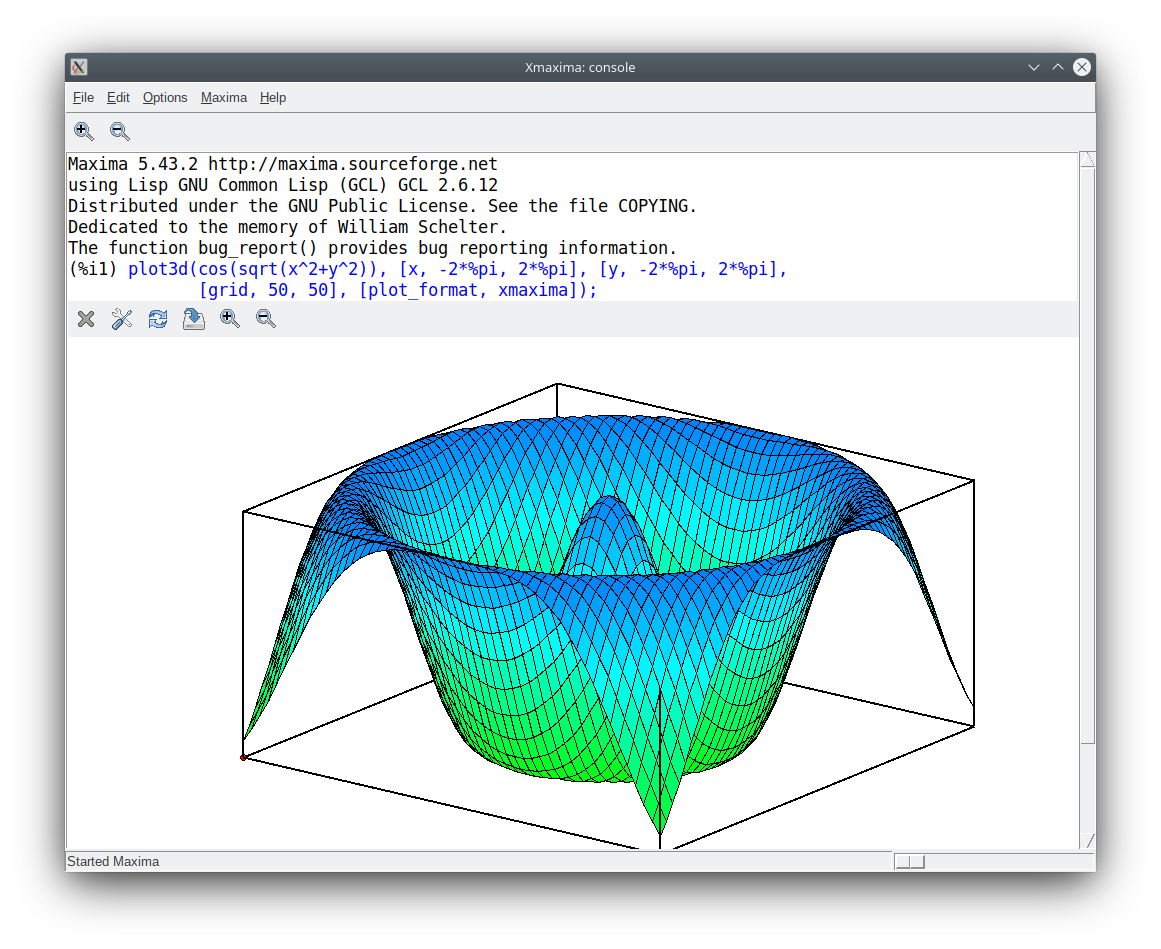 Xmaxima: console
File Edit Options Maxima Help
Maxima 5.43.2 http://maxima.sourceforge.net
using Lisp GNU Common Lisp (GCL) GCL 2.6.12
Distributed under the GNU Public License. See the file COPYING.
Dedicated to the memory of William Schelter.
The function bug_report() provides bug reporting information.
(%i1) plot3d(cos(sqrt(x^2+y^2)), [x, -2*%pi, 2*%pi], [y, -2*%pi, 2*%pi],
[grid, 50, 50], [plot_format, xmaxima]);
Started Maxima